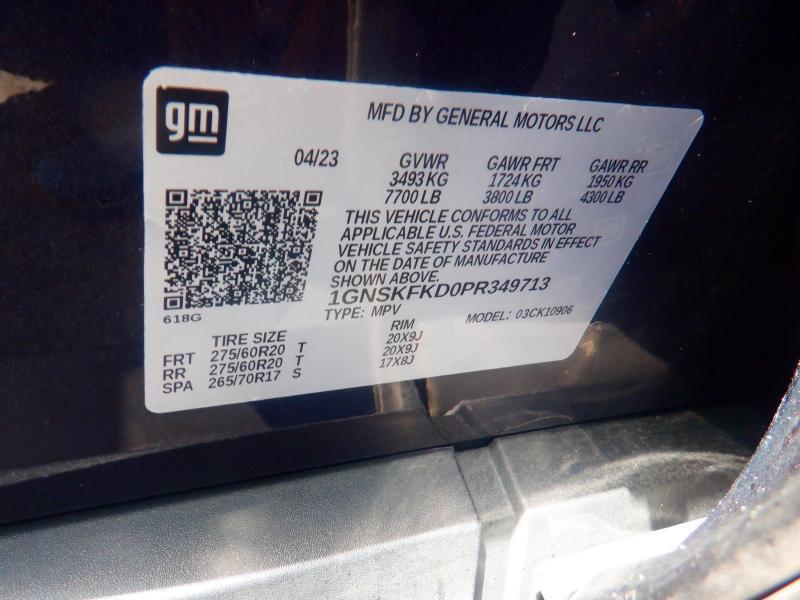 gm
MFD BY GENERAL MOTORS LLC
04/23 GVWR GAWR FRT GAWR RR
3493 KG 1724 KG 1950 KG
7700 LB 3800 LB 4300 LB
THIS VEHICLE CONFORMS TO ALL
APPLICABLE U.S. FEDERAL MOTOR
VEHICLE SAFETY STANDARDS IN EFFECT
ON THE DATE OF MANUFACTURE
SHOWN ABOVE.
1GNSKFKD0PR349713
618G TYPE: MPV MODEL: 03CK10906
TIRE SIZE RIM
FRT 275/60R20 T 20X9J
RR 275/60R20 T 20X9J
SPA 265/70R17 S 17X8J